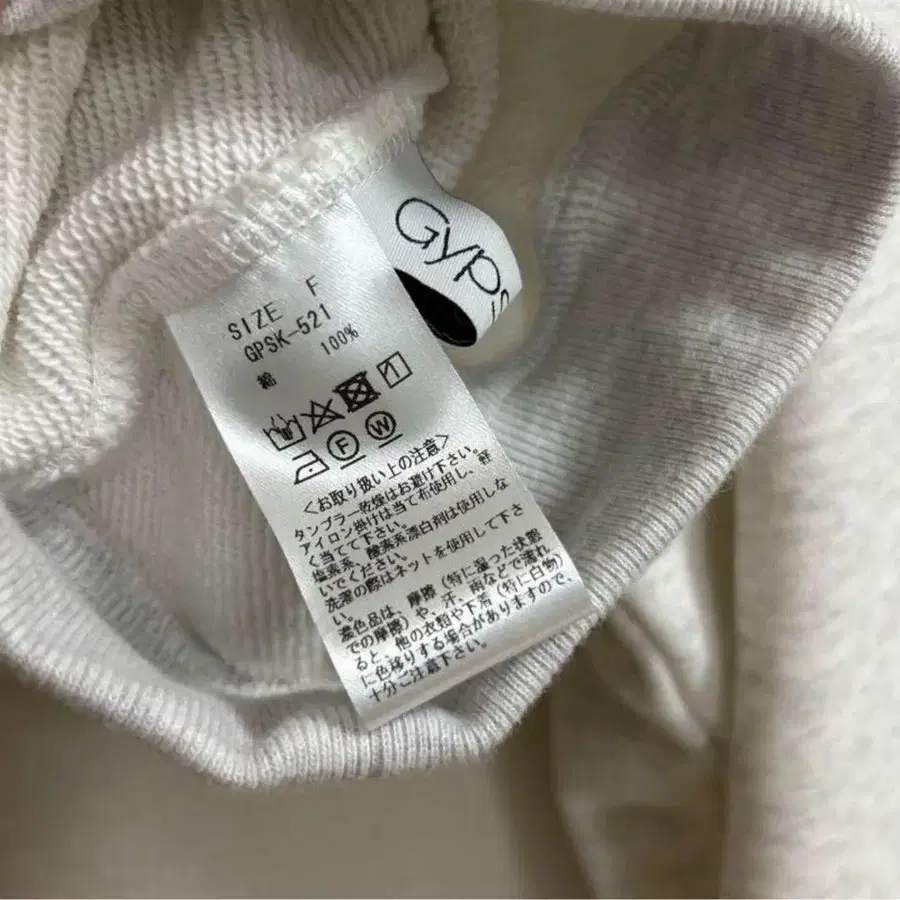 Gyps
SIZE F
GPSK-521
綿 100%
F W
<お取り扱い上の注意>
タンブラー乾燥はお避け下さい。
アイロン掛けは当て布使用し、軽
く当てて下さい。
塩素系、酸素系漂白剤は使用しな
いでください。
洗濯の際はネットを使用して下さ
い。
濃色品は、摩擦(特に湿った状態
での摩擦)や、汗、雨などで濡れ
ると、他の衣類や下着(特に白物)
に色移りする場合がありますので、
十分ご注意下さい。